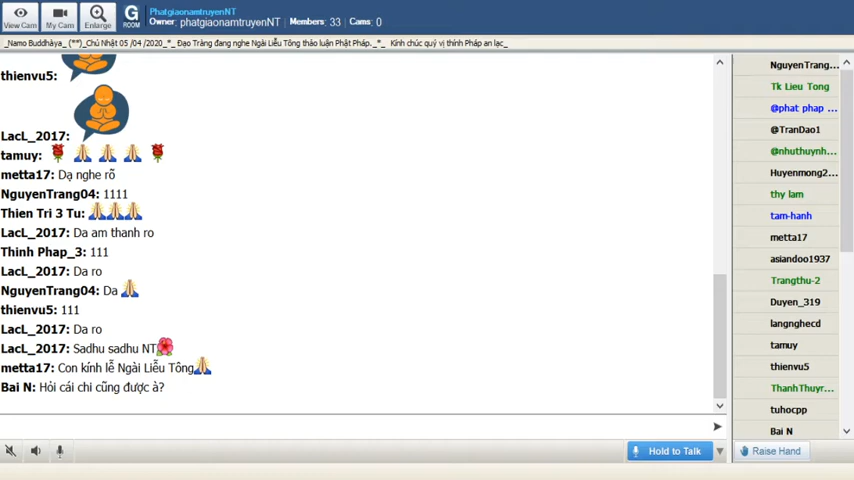 View Cam
My Cam
Enlarge
G
ROOM
PhatgiaonamtruyenNT
Owner: phatgiaonamtruyenNT Members: 33 Cams: 0
_Namo Buddhàya_ (**)_Chủ Nhật 05 /04 /2020_*_ Đạo Tràng đang nghe Ngài Liễu Tông thảo luận Phật Pháp._*_ Kính chúc quý vị thính Pháp an lạc_
thienvu5:
LacL_2017:
tamuy:
metta17: Dạ nghe rõ
NguyenTrang04: 1111
Thien Tri 3 Tu:
LacL_2017: Da am thanh ro
Thinh Phap_3: 111
LacL_2017: Da ro
NguyenTrang04: Da
thienvu5: 111
LacL_2017: Da ro
LacL_2017: Sadhu sadhu NT
metta17: Con kính lễ Ngài Liễu Tông
Bai N: Hỏi cái chi cũng được à?
NguyenTrang...
Tk Lieu Tong
@phat phap ...
@TranDao1
@nhuthuynh...
Huyenmong2...
thy lam
tam-hanh
metta17
asiandoo1937
Trangthu-2
Duyen_319
langnghecd
tamuy
thienvu5
ThanhThuyr...
tuhocpp
Bai N
Hold to Talk
Raise Hand